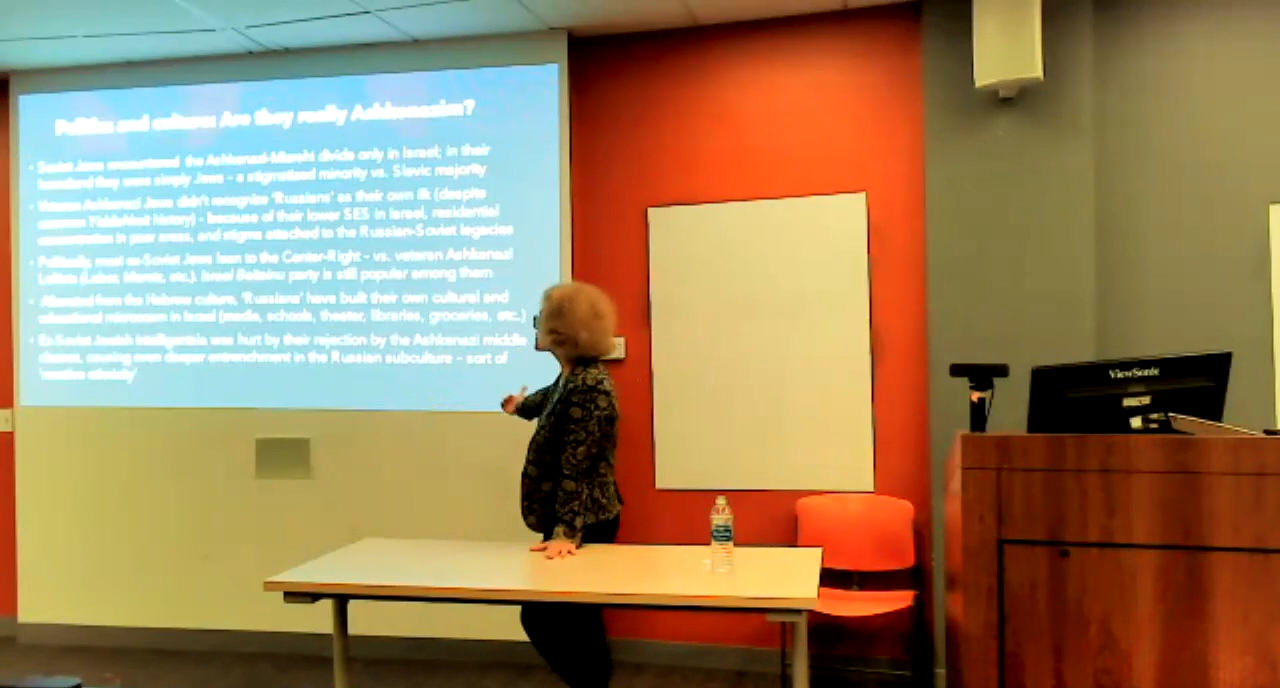 Politics and culture: Are they really Ashkenazim?
Soviet Jews encountered the Ashkenazi-Mizrahi divide only in Israel; in their
homeland they were simply Jews - a stigmatized minority vs. Slavic majority
Veteran Ashkenazi Jews didn't recognize 'Russians' as their own ilk (despite
common history) - because of their lower SES in Israel, residential
concentration in poor areas, and stigma attached to the Russian-Soviet legacies
Politically, most ex-Soviet Jews lean to the Center-Right - vs. veteran Ashkenazi
Lefties (Labor, Meretz, etc.). Israel Beiteinu party is still popular among them
Alienated from the Hebrew culture, 'Russians' have built their own cultural and
educational microcosm in Israel (media, schools, theater, libraries, groceries, etc.)
Ex-Soviet Jewish intelligentsia was hurt by their rejection by the Ashkenazi middle
classes, causing even deeper entrenchment in the Russian subculture - sort of
'reactive ethnicity'
ViewSonic